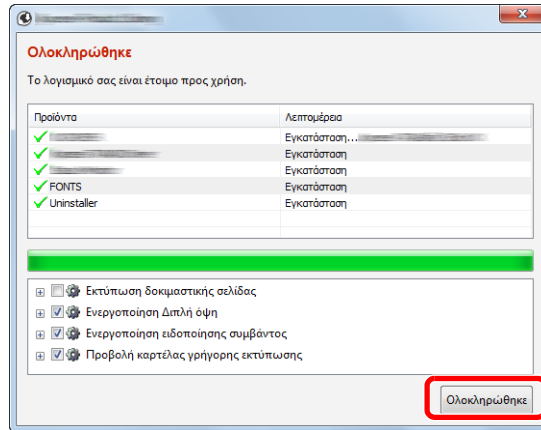 Ολοκληρώθηκε
Το λογισμικό σας είναι έτοιμο προς χρήση.
Προϊόντα Λεπτομέρεια
Εγκατάσταση...
Εγκατάσταση
Εγκατάσταση
FONTS Εγκατάσταση
Uninstaller Εγκατάσταση
Εκτύπωση δοκιμαστικής σελίδας
Ενεργοποίηση Διπλή όψη
Ενεργοποίηση ειδοποίησης συμβάντος
Προβολή καρτέλας γρήγορης εκτύπωσης
Ολοκληρώθηκε